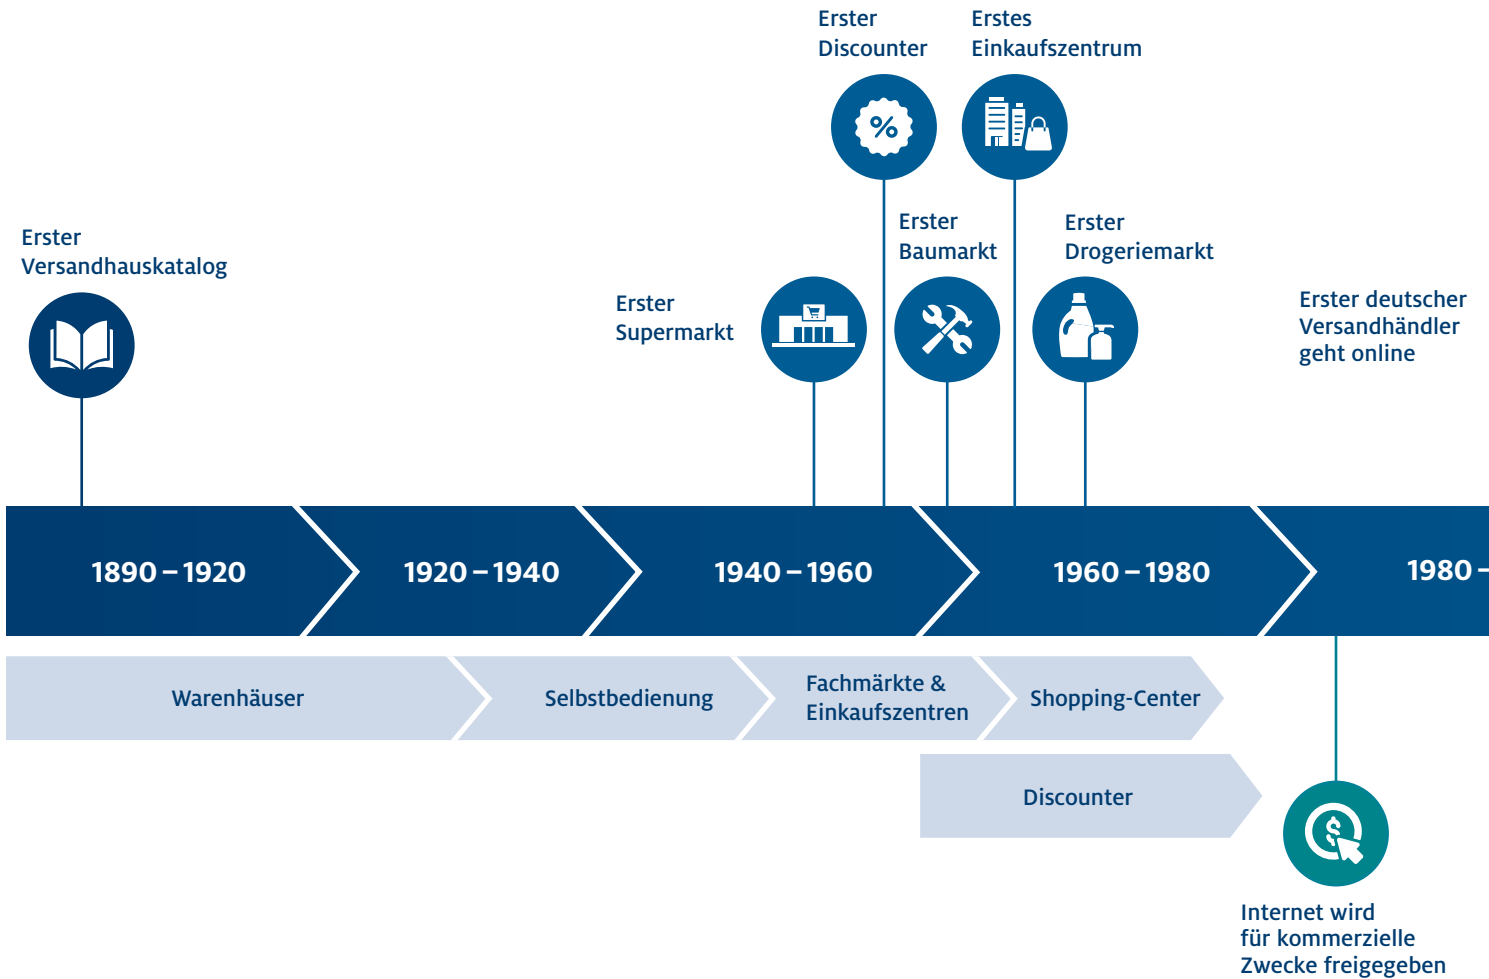 Erster
Discounter
Erstes
Einkaufszentrum
%
Erster
Versandhauskatalog
Erster
Supermarkt
Erster
Baumarkt
Erster
Drogeriemarkt
Erster deutscher
Versandhändler
geht online
1890 – 1920
1920 – 1940
1940 – 1960
1960 – 1980
1980 –
Warenhäuser
Selbstbedienung
Fachmärkte &
Einkaufszentren
Shopping-Center
Discounter
$
Internet wird
für kommerzielle
Zwecke freigegeben